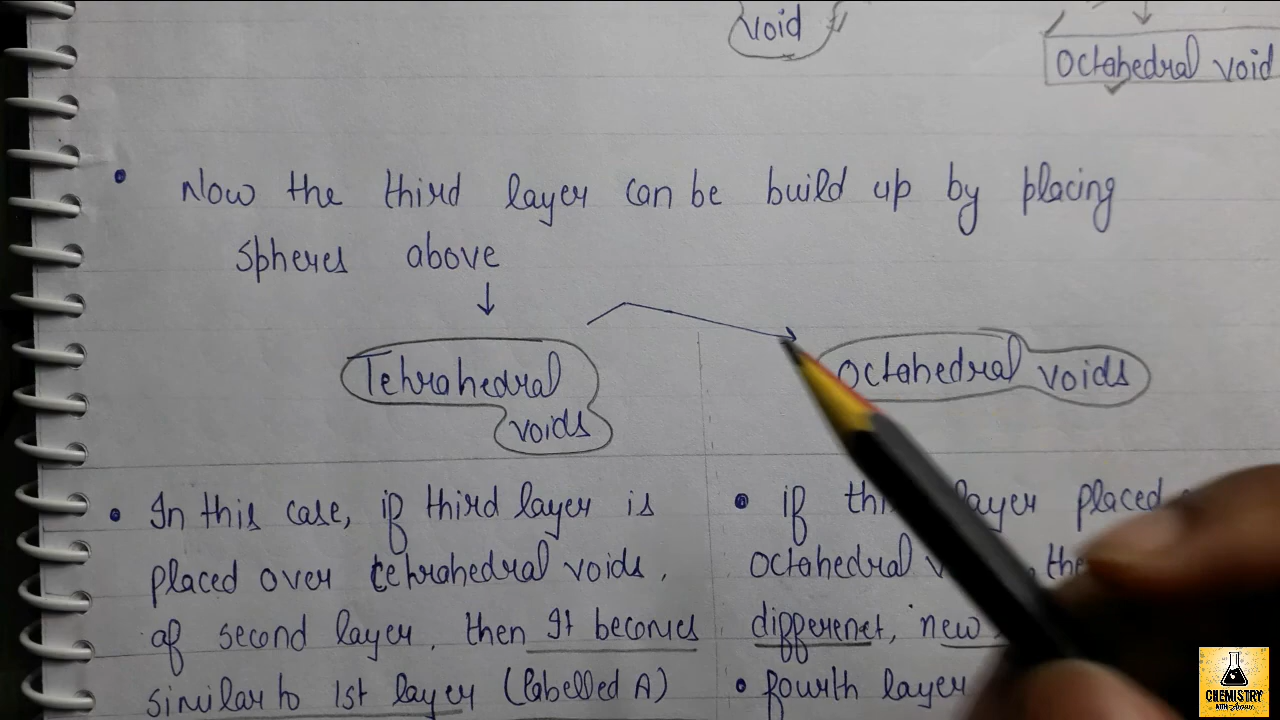 void
Octahedral void
• Now the third layer can be build up by placing
spheres above
↓
Tetrahedral
voids
Octahedral voids
• In this case, if third layer is
placed over tetrahedral voids,
of second layer, then It becomes
similar to 1st layer (labelled A)
• if layer placed
octahedral
differenet, new
• fourth layer
CHEMISTRY